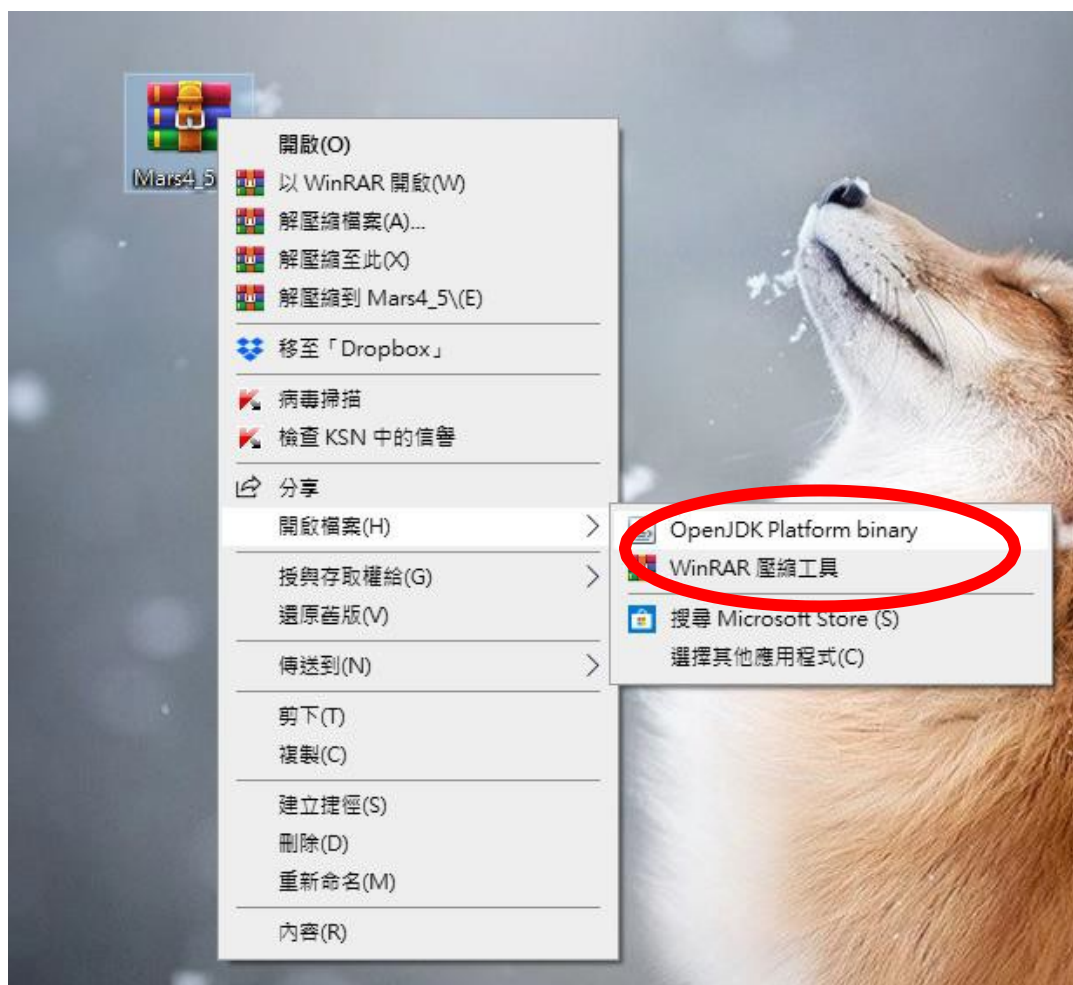 Mars4_5
開啟(O)
以 WinRAR 開啟(W)
解壓縮檔案(A)...
解壓縮至此(X)
解壓縮到 Mars4_5\(E)
移至「Dropbox」
病毒掃描
檢查 KSN 中的信譽
分享
開啟檔案(H)
OpenJDK Platform binary
WinRAR 壓縮工具
搜尋 Microsoft Store (S)
選擇其他應用程式(C)
授與存取權給(G)
還原舊版(V)
傳送到(N)
剪下(T)
複製(C)
建立捷徑(S)
刪除(D)
重新命名(M)
內容(R)